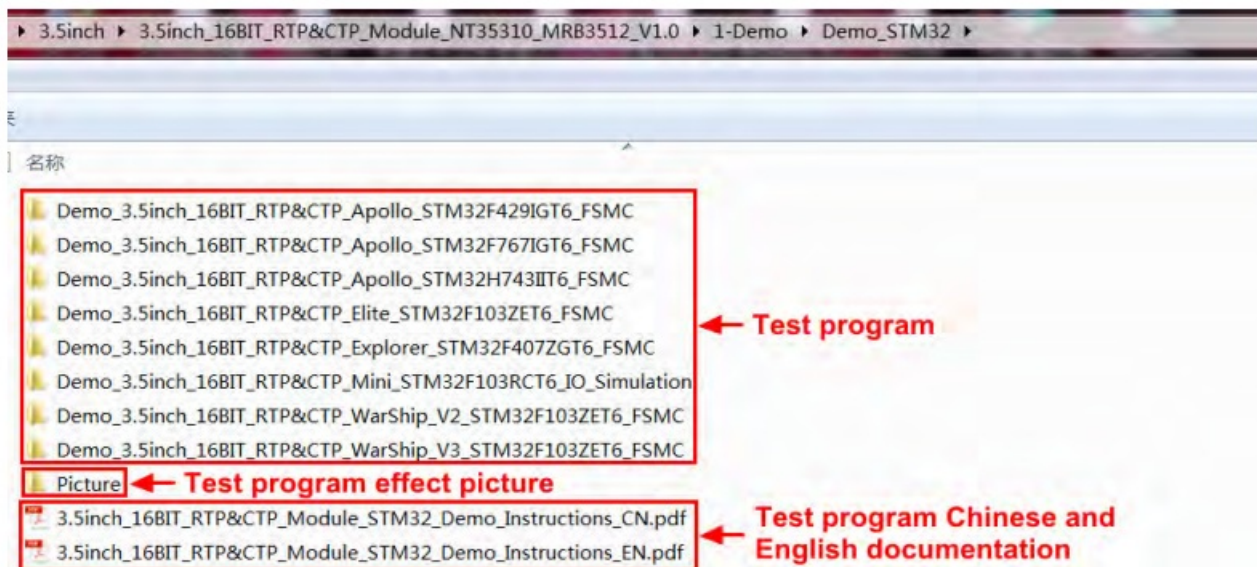 3.5inch ▸ 3.5inch_16BIT_RTP&CTP_Module_NT35310_MRB3512_V1.0 ▸ 1-Demo ▸ Demo_STM32 ▸
名称
Demo_3.5inch_16BIT_RTP&CTP_Apollo_STM32F429IGT6_FSMC
Demo_3.5inch_16BIT_RTP&CTP_Apollo_STM32F767IGT6_FSMC
Demo_3.5inch_16BIT_RTP&CTP_Apollo_STM32H743IIT6_FSMC
Demo_3.5inch_16BIT_RTP&CTP_Elite_STM32F103ZET6_FSMC
Demo_3.5inch_16BIT_RTP&CTP_Explorer_STM32F407ZGT6_FSMC
Demo_3.5inch_16BIT_RTP&CTP_Mini_STM32F103RCT6_IO_Simulation
Demo_3.5inch_16BIT_RTP&CTP_WarShip_V2_STM32F103ZET6_FSMC
Demo_3.5inch_16BIT_RTP&CTP_WarShip_V3_STM32F103ZET6_FSMC
Test program
Picture
Test program effect picture
3.5inch_16BIT_RTP&CTP_Module_STM32_Demo_Instructions_CN.pdf
3.5inch_16BIT_RTP&CTP_Module_STM32_Demo_Instructions_EN.pdf
Test program Chinese and
English documentation